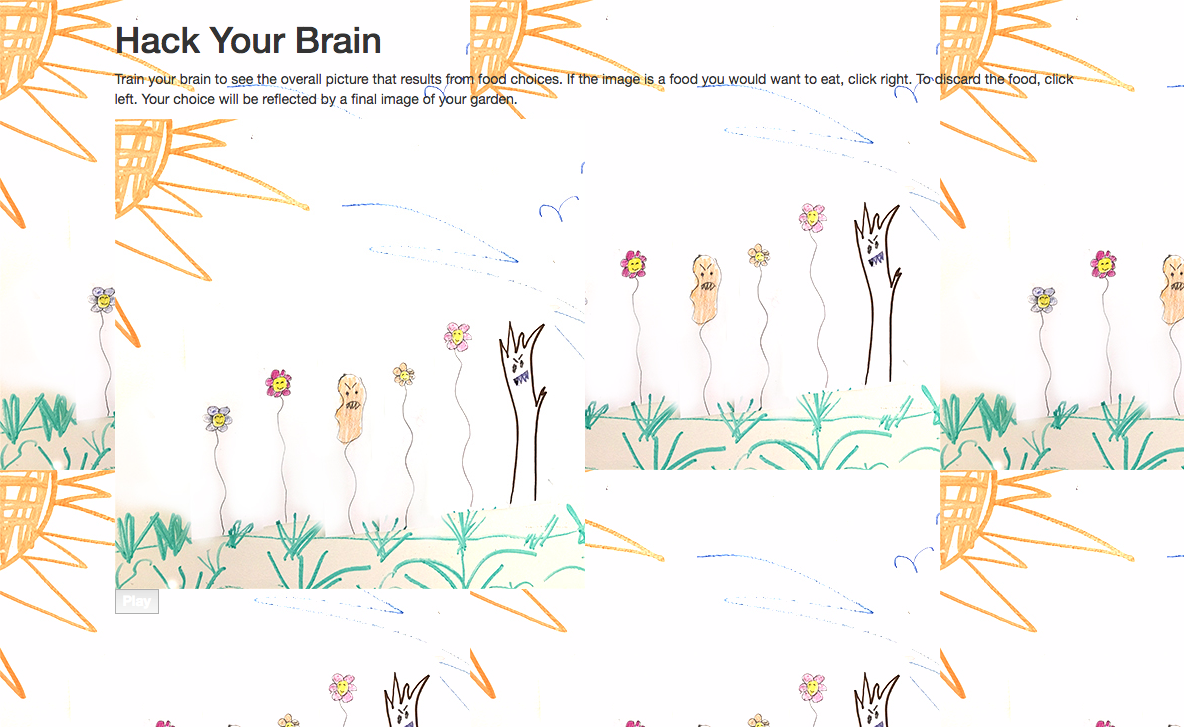 Hack Your Brain
Train your brain to see the overall picture that results from food choices. If the image is a food you would want to eat, click right. To discard the food, click
left. Your choice will be reflected by a final image of your garden.
Play